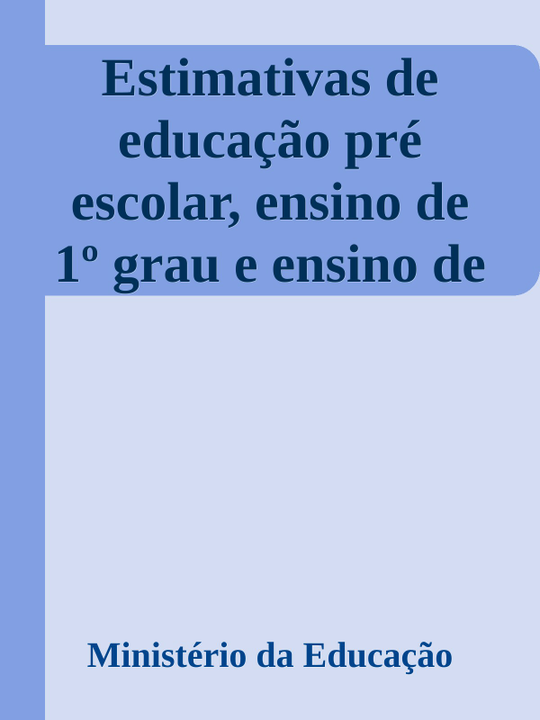 Estimativas de
educação pré
escolar, ensino de
1º grau e ensino de
Ministério da Educação